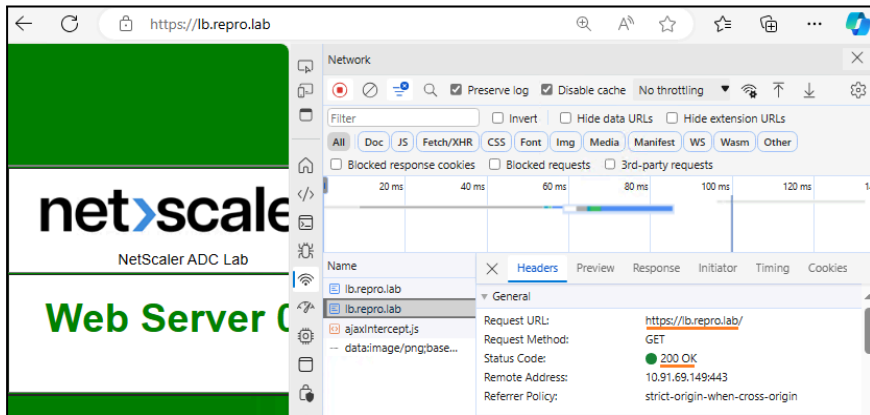 https://lb.repro.lab
Network
Preserve log Disable cache No throttling
Filter Invert Hide data URLs Hide extension URLs
All Doc JS Fetch/XHR CSS Font Img Media Manifest WS Wasm Other
Blocked response cookies Blocked requests 3rd-party requests
20 ms 40 ms 60 ms 80 ms 100 ms 120 ms
netscale
NetScaler ADC Lab
Web Server
Name
lb.repro.lab
lb.repro.lab
ajaxIntercept.js
data:image/png;base...
Headers Preview Response Initiator Timing Cookies
General
Request URL: https://lb.repro.lab/
Request Method: GET
Status Code: 200 OK
Remote Address: 10.91.69.149:443
Referrer Policy: strict-origin-when-cross-origin